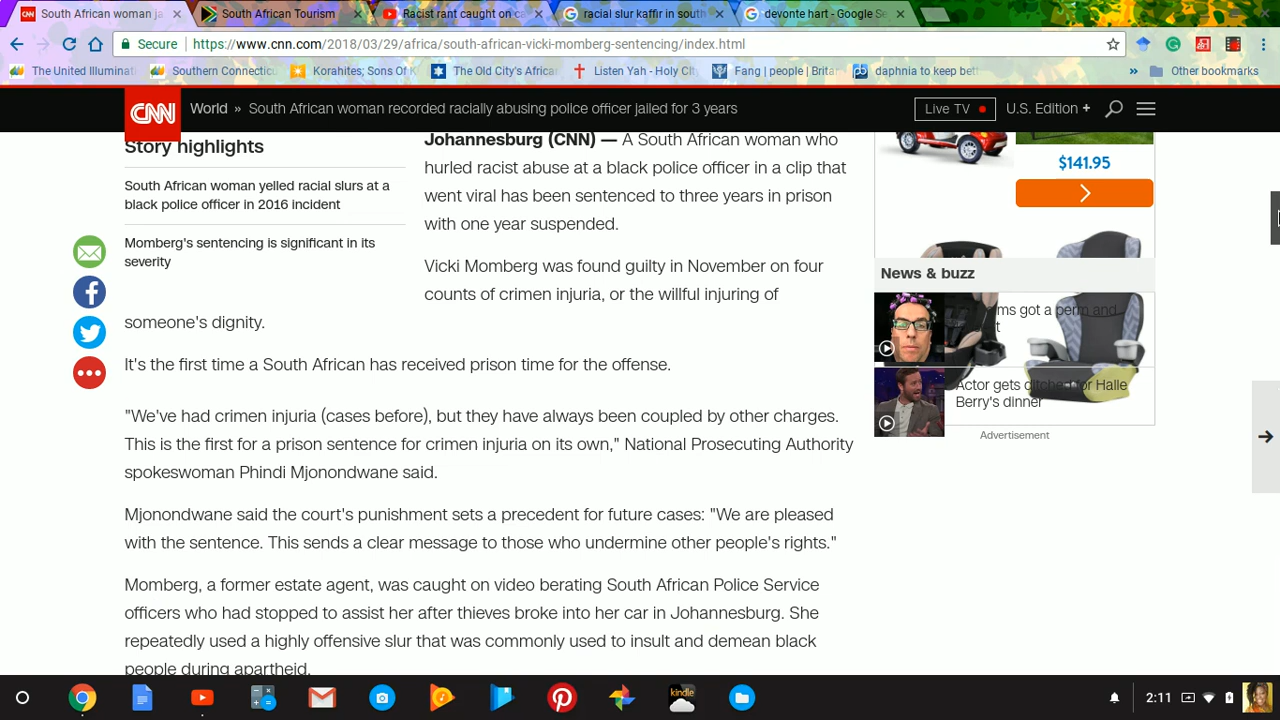 South African woman ja
South African Tourism
Racist rant caught on ca
racial slur kaffir in south
devonte hart - Google Se
Secure
https://www.cnn.com/2018/03/29/africa/south-african-vicki-momberg-sentencing/index.html
The United Illuminati
Southern Connecticu
Korahites; Sons Of K
The Old City's Africa
Listen Yah - Holy Cit
Fang | people | Brita
daphnia to keep bett
»
Other bookmarks
CNN
World » South African woman recorded racially abusing police officer jailed for 3 years
Live TV
U.S. Edition +
Story highlights
South African woman yelled racial slurs at a
black police officer in 2016 incident
Momberg's sentencing is significant in its
severity
Johannesburg (CNN) — A South African woman who
hurled racist abuse at a black police officer in a clip that
went viral has been sentenced to three years in prison
with one year suspended.
Vicki Momberg was found guilty in November on four
counts of crimen injuria, or the willful injuring of
someone's dignity.
It's the first time a South African has received prison time for the offense.
"We've had crimen injuria (cases before), but they have always been coupled by other charges.
This is the first for a prison sentence for crimen injuria on its own," National Prosecuting Authority
spokeswoman Phindi Mjonondwane said.
Mjonondwane said the court's punishment sets a precedent for future cases: "We are pleased
with the sentence. This sends a clear message to those who undermine other people's rights."
Momberg, a former estate agent, was caught on video berating South African Police Service
officers who had stopped to assist her after thieves broke into her car in Johannesburg. She
repeatedly used a highly offensive slur that was commonly used to insult and demean black
people during apartheid.
$141.95
News & buzz
ms got a perm and
t
Actor gets ditched for Halle
Berry's dinner
Advertisement
kindle
2:11